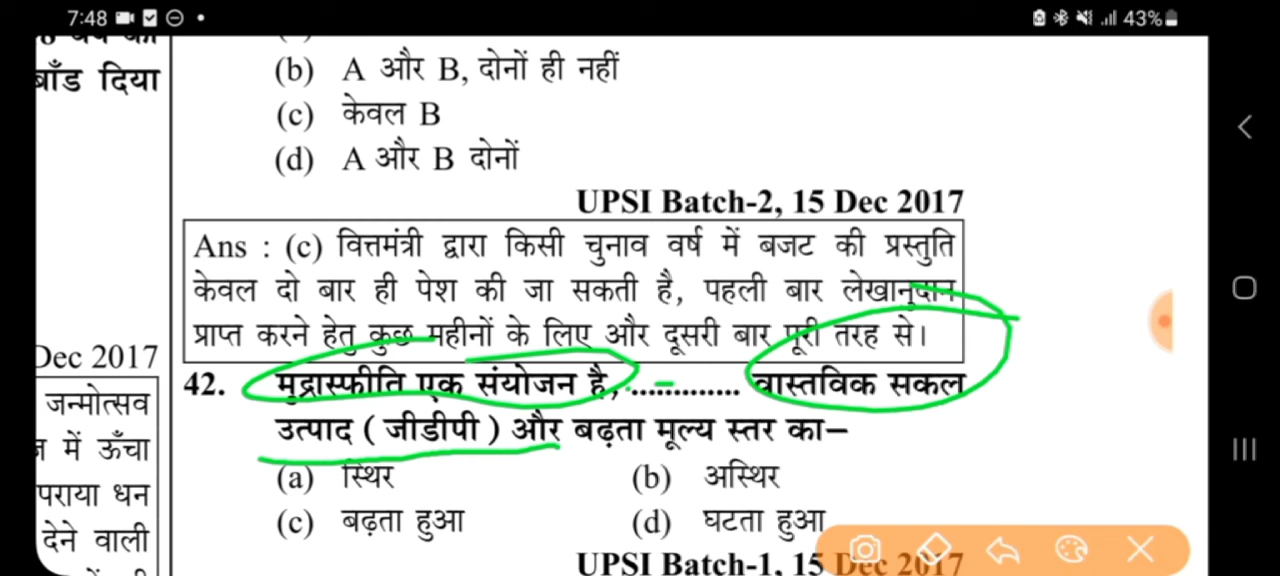 7:48
43%
बाँड दिया
(b) A और B, दोनों ही नहीं
(c) केवल B
(d) A और B दोनों
UPSI Batch-2, 15 Dec 2017
Ans : (c) वित्तमंत्री द्वारा किसी चुनाव वर्ष में बजट की प्रस्तुति
केवल दो बार ही पेश की जा सकती है, पहली बार लेखानुदान
प्राप्त करने हेतु कुछ महीनों के लिए और दूसरी बार पूरी तरह से।
Dec 2017
42. मुद्रास्फीति एक संयोजन है, ............ वास्तविक सकल
जन्मोत्सव
उत्पाद ( जीडीपी ) और बढ़ता मूल्य स्तर का–
में ऊँचा
(a) स्थिर (b) अस्थिर
पराया धन
(c) बढ़ता हुआ (d) घटता हुआ
देने वाली
UPSI Batch-1, 15 Dec 2017